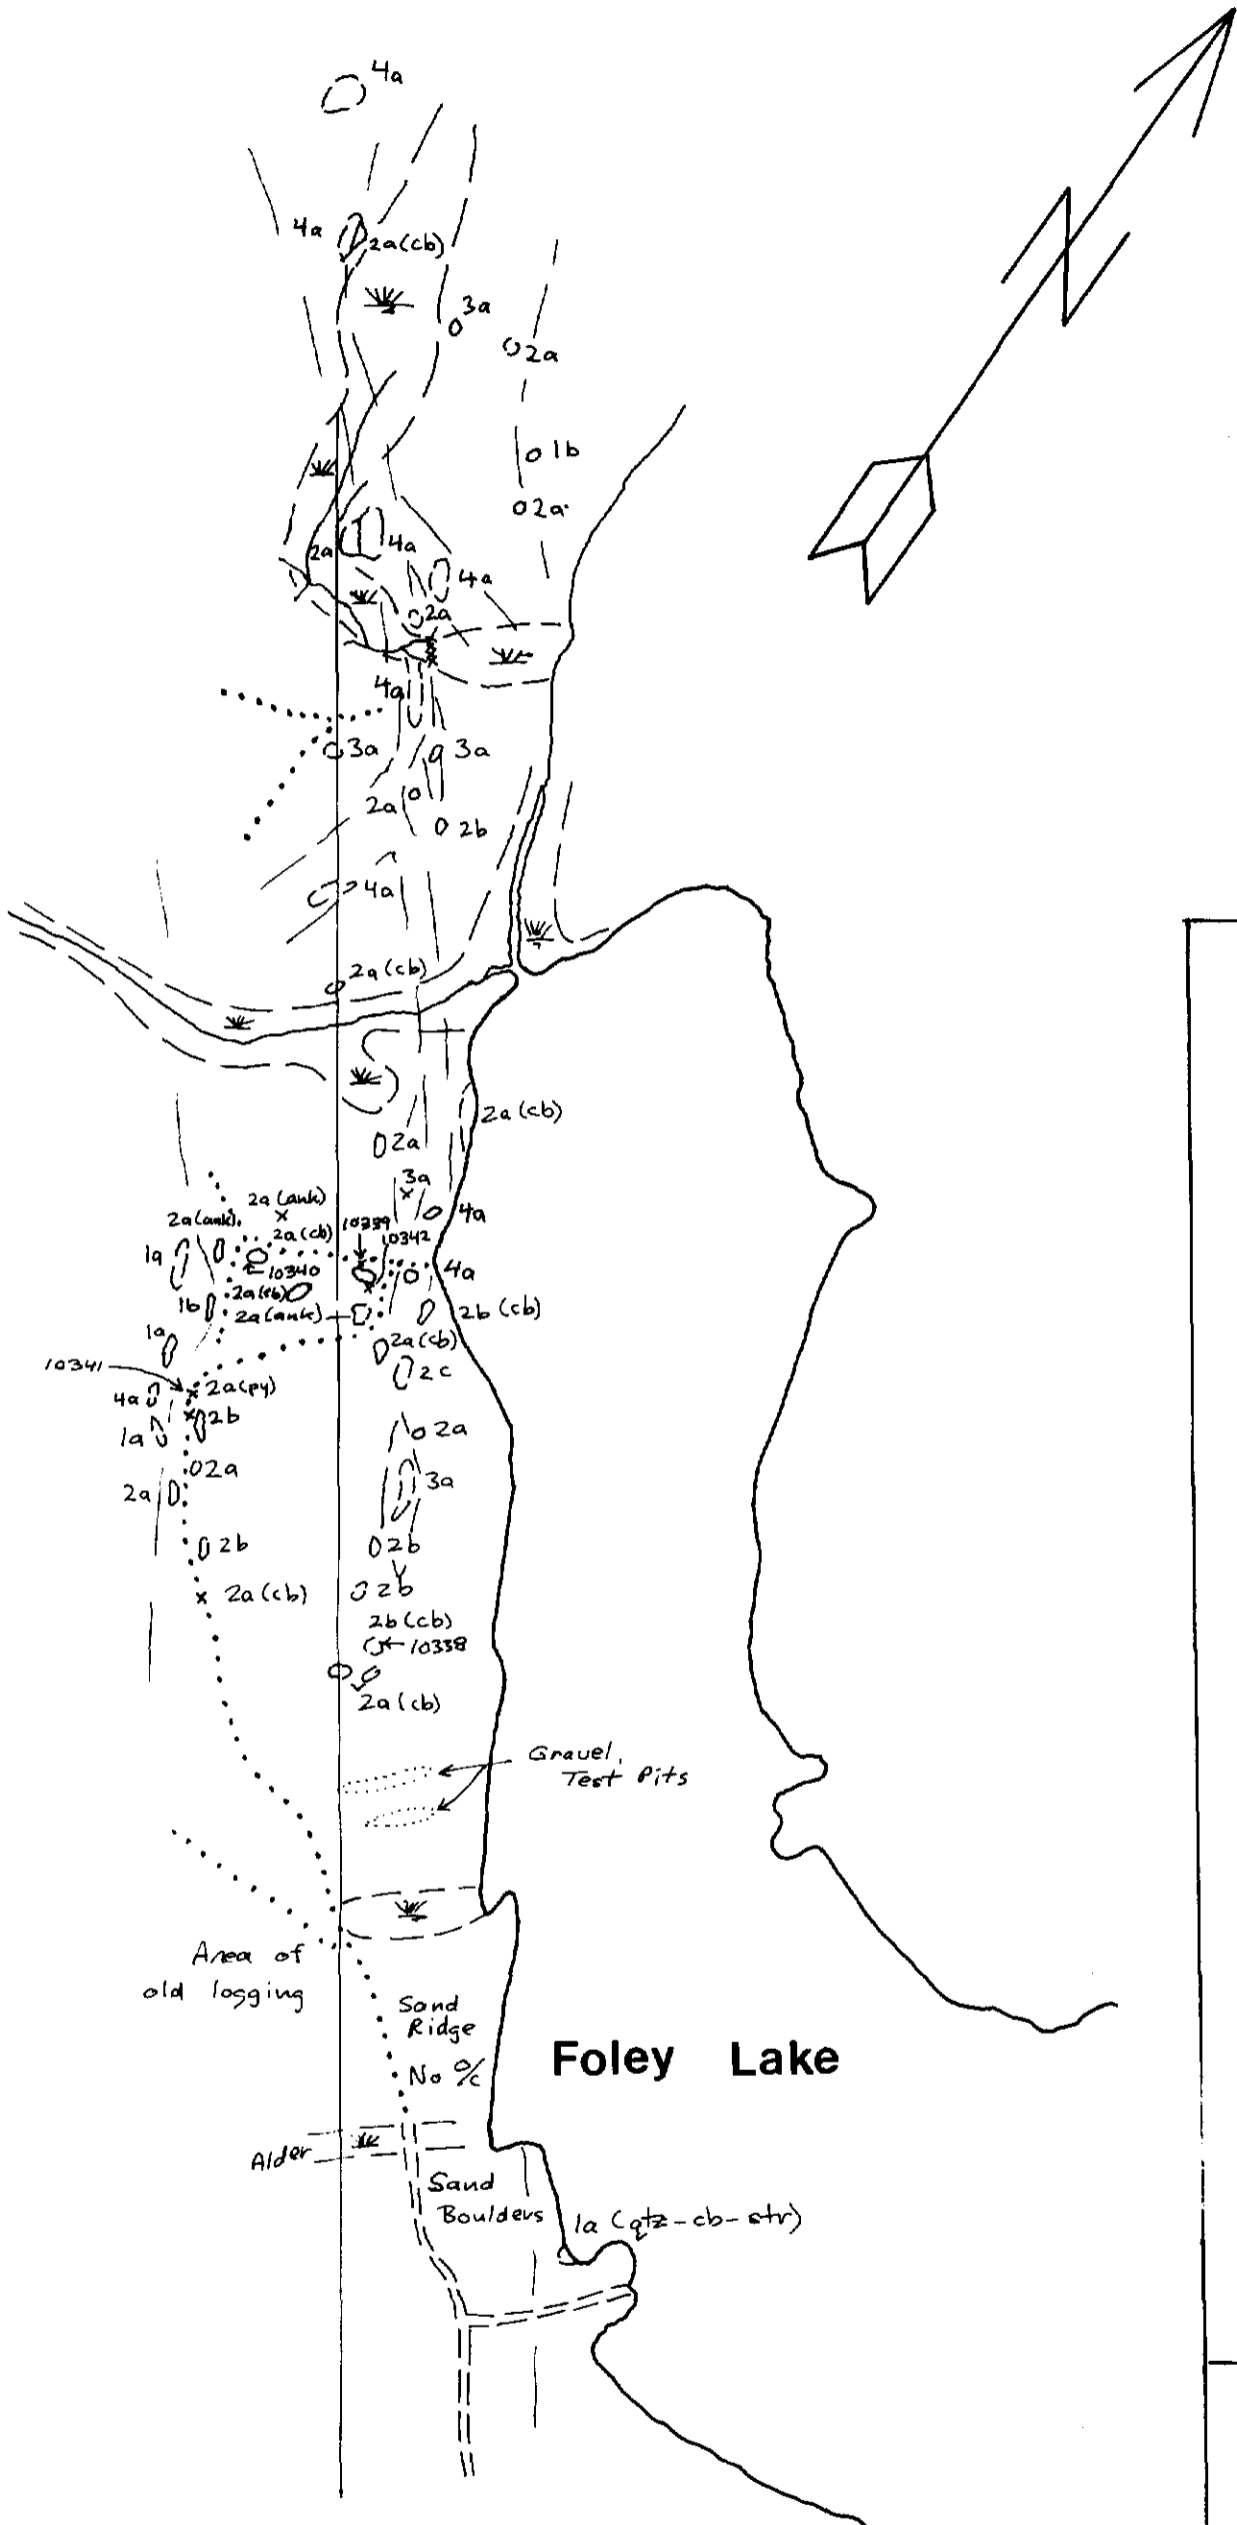 4a
N
4a
2a(cb)
3a
2a
1b
2a
2a
4a
4a
2a
4a
3a
3a
2a
2b
4a
2a(cb)
2a(cb)
2a
3a
2a(ank)
4a
2a(ank)
2a(cb)
10339
10342
1a
10340
4a
2a(cb)
1b
2a(ank)
2b(cb)
1a
2a(cb)
2c
10341
2a(py)
4a
2b
1a
2a
2a
3a
2a
2b
2b
2a(cb)
2b
2b(cb)
10338
2a(cb)
Gravel,
Test Pits
Area of
old logging
Sand
Ridge
No o/c
Foley Lake
Alder
Sand
Boulders
1a (qtz-cb-str)